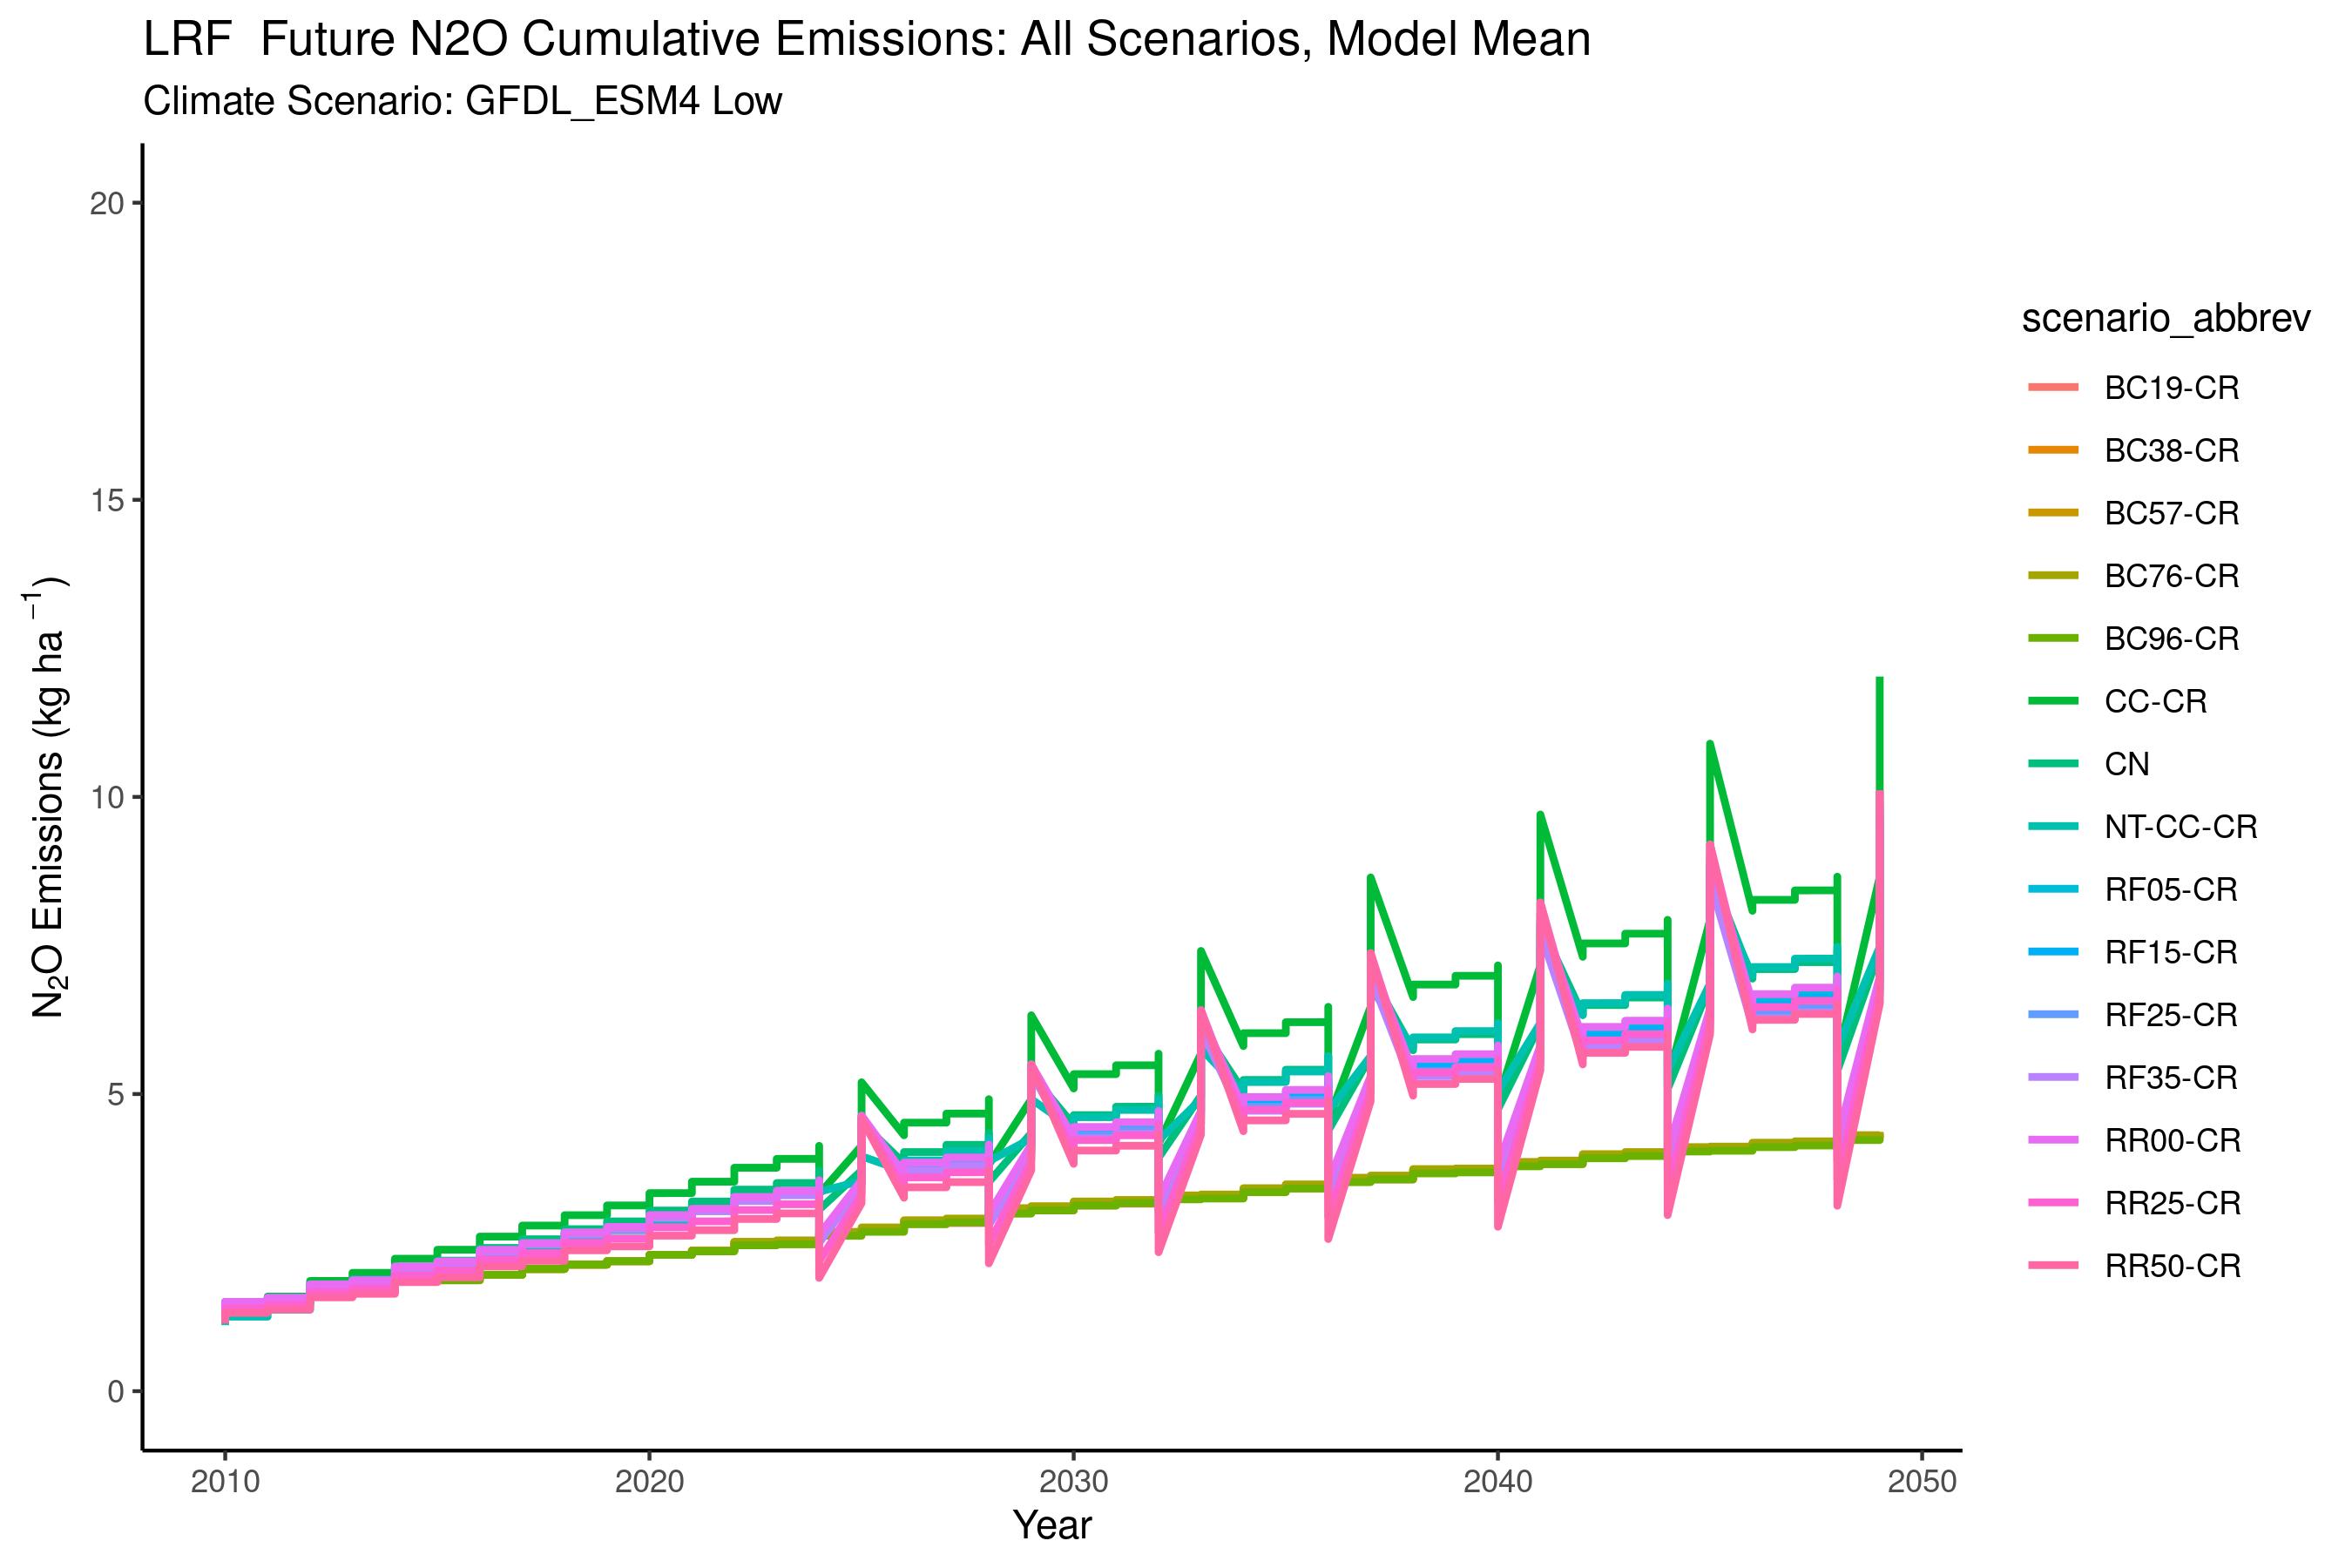 LRF  Future N2O Cumulative Emissions: All Scenarios, Model Mean
Climate Scenario: GFDL_ESM4 Low
N₂O Emissions (kg ha⁻¹)
20
15
10
5
0
2010
2020
2030
2040
2050
Year
scenario_abbrev
BC19-CR
BC38-CR
BC57-CR
BC76-CR
BC96-CR
CC-CR
CN
NT-CC-CR
RF05-CR
RF15-CR
RF25-CR
RF35-CR
RR00-CR
RR25-CR
RR50-CR